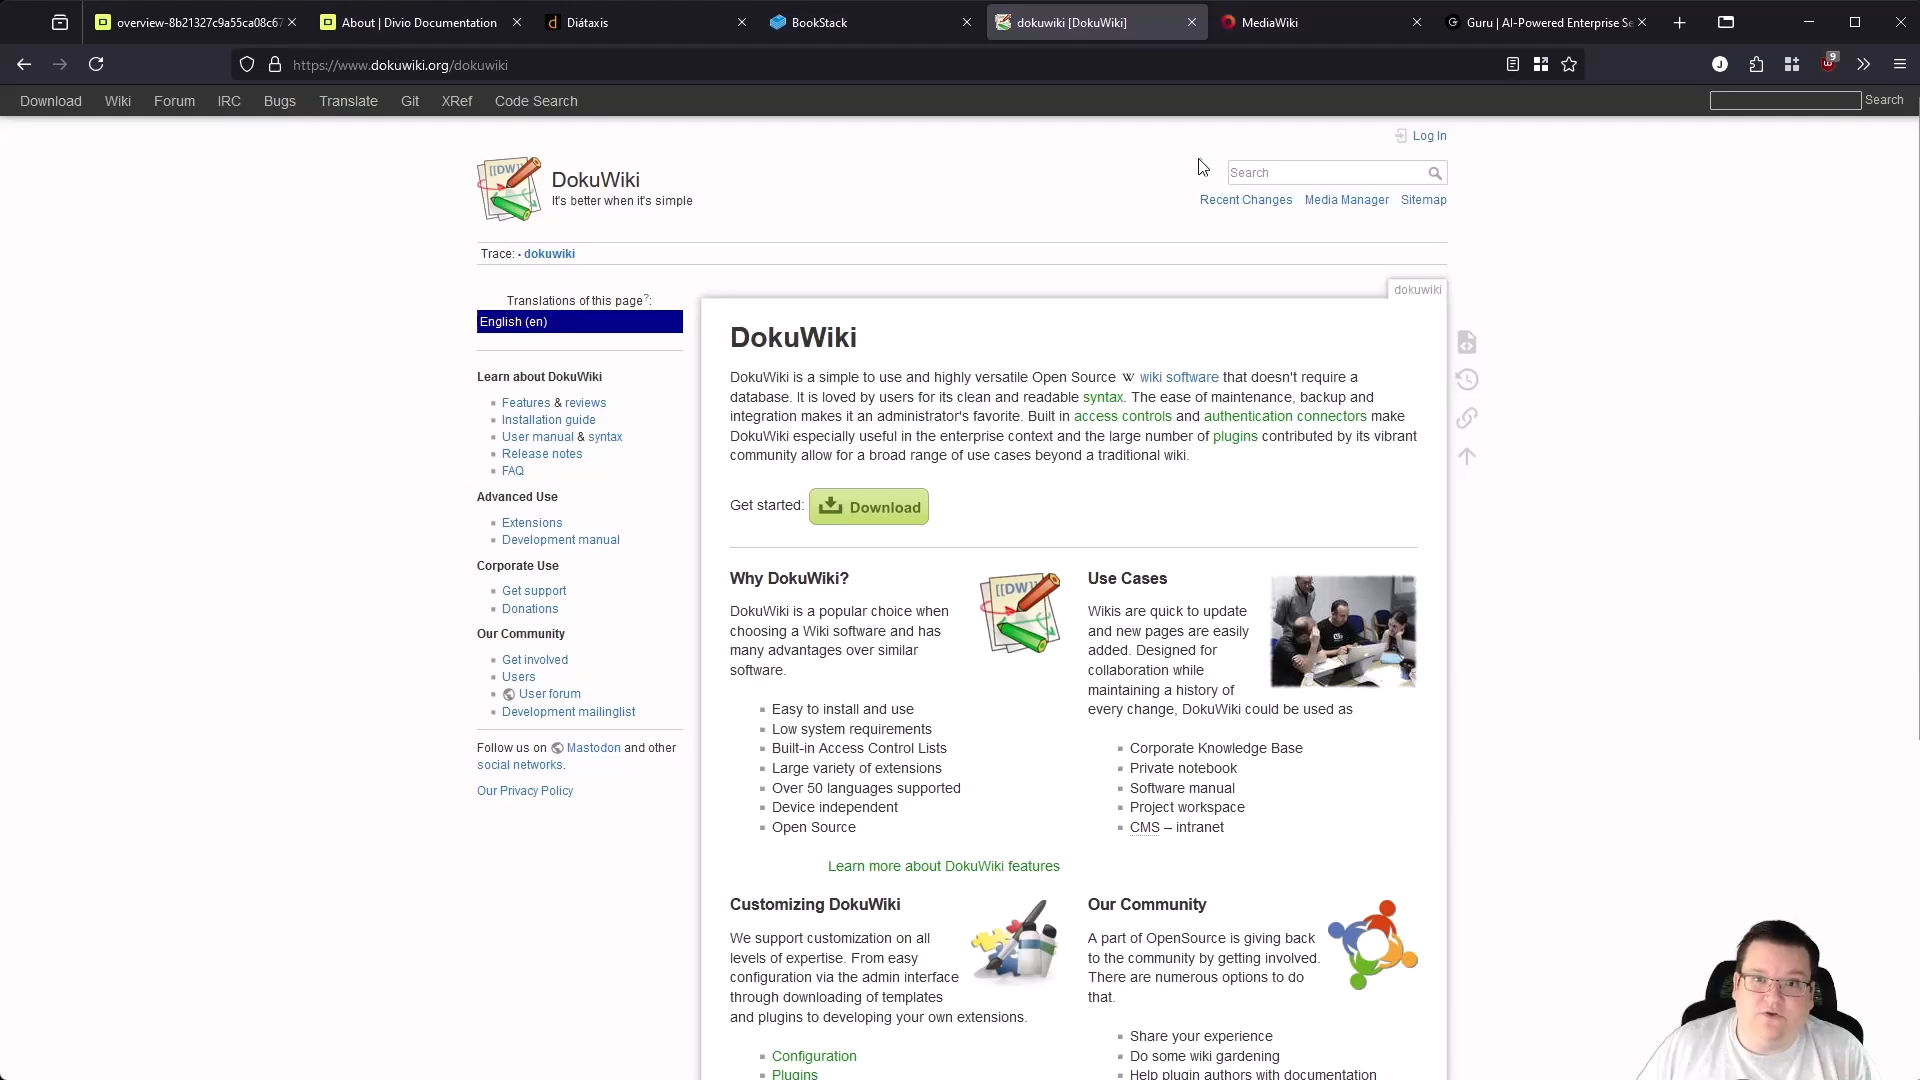 overview-8b21327c9a55ca08c67
About | Divio Documentation
Diátaxis
BookStack
dokuwiki [DokuWiki]
MediaWiki
Guru | AI-Powered Enterprise Se
https://www.dokuwiki.org/dokuwiki
J
9
Download Wiki Forum IRC Bugs Translate Git XRef Code Search
Search
Log In
[[DW]]
DokuWiki
It's better when it's simple
Search
Recent Changes Media Manager Sitemap
Trace: • dokuwiki
dokuwiki
Translations of this page?:
English (en)
Learn about DokuWiki
Features & reviews
Installation guide
User manual & syntax
Release notes
FAQ
Advanced Use
Extensions
Development manual
Corporate Use
Get support
Donations
Our Community
Get involved
Users
User forum
Development mailinglist
Follow us on Mastodon and other
social networks.
Our Privacy Policy
DokuWiki
DokuWiki is a simple to use and highly versatile Open Source W wiki software that doesn't require a
database. It is loved by users for its clean and readable syntax. The ease of maintenance, backup and
integration makes it an administrator's favorite. Built in access controls and authentication connectors make
DokuWiki especially useful in the enterprise context and the large number of plugins contributed by its vibrant
community allow for a broad range of use cases beyond a traditional wiki.
Get started: Download
Why DokuWiki?
DokuWiki is a popular choice when
choosing a Wiki software and has
many advantages over similar
software.
[[DW]]
Easy to install and use
Low system requirements
Built-in Access Control Lists
Large variety of extensions
Over 50 languages supported
Device independent
Open Source
Learn more about DokuWiki features
Use Cases
Wikis are quick to update
and new pages are easily
added. Designed for
collaboration while
maintaining a history of
every change, DokuWiki could be used as
Corporate Knowledge Base
Private notebook
Software manual
Project workspace
CMS – intranet
Customizing DokuWiki
We support customization on all
levels of expertise. From easy
configuration via the admin interface
through downloading of templates
and plugins to developing your own extensions.
Configuration
Plugins
Our Community
A part of OpenSource is giving back
to the community by getting involved.
There are numerous options to do
that.
Share your experience
Do some wiki gardening
Help plugin authors with documentation